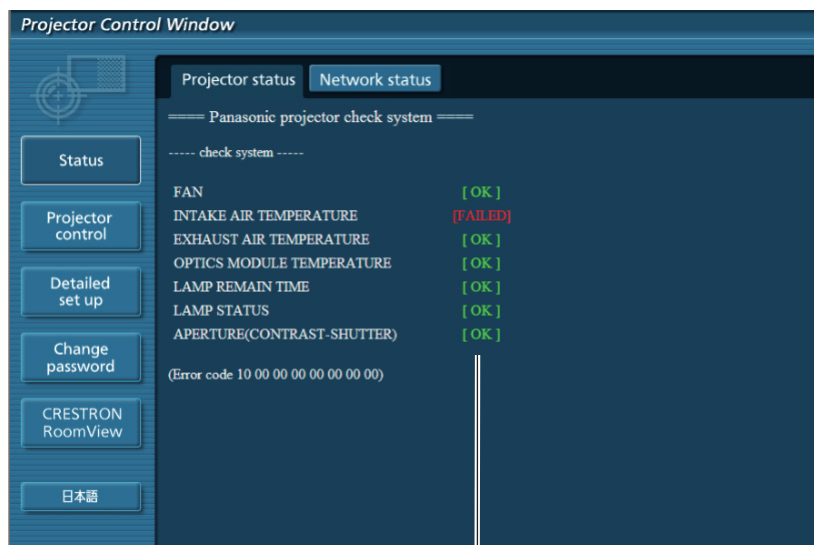 Projector Control Window
Projector status Network status
==== Panasonic projector check system ====
----- check system -----
Status
Projector control
Detailed set up
Change password
CRESTRON RoomView
日本語
FAN [ OK ]
INTAKE AIR TEMPERATURE [FAILED]
EXHAUST AIR TEMPERATURE [ OK ]
OPTICS MODULE TEMPERATURE [ OK ]
LAMP REMAIN TIME [ OK ]
LAMP STATUS [ OK ]
APERTURE(CONTRAST-SHUTTER) [ OK ]
(Error code 10 00 00 00 00 00 00 00)